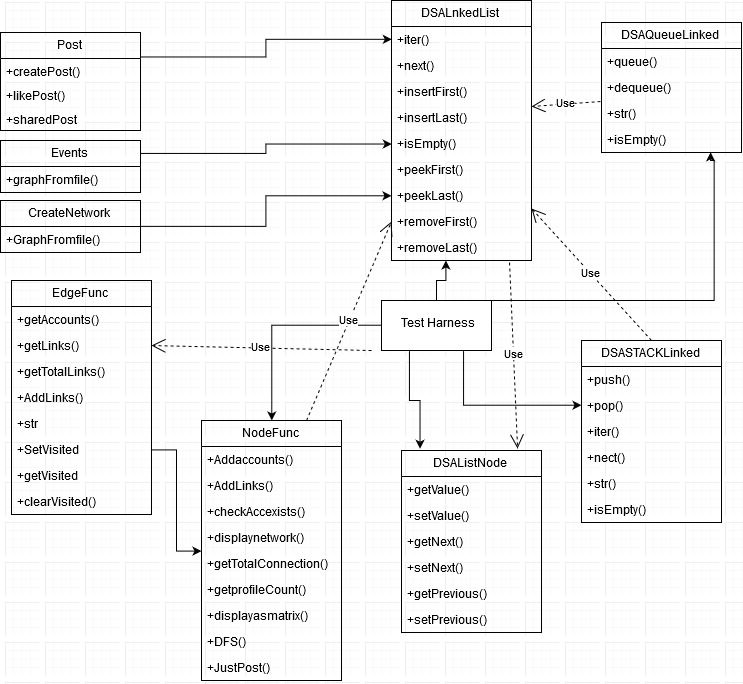 Post
+createPost()
+likePost()
+sharedPost
Events
+graphFromfile()
CreateNetwork
+GraphFromfile()
DSALnkedList
+iter()
+next()
+insertFirst()
+insertLast()
+isEmpty()
+peekFirst()
+peekLast()
+removeFirst()
+removeLast()
DSAQueueLinked
+queue()
+dequeue()
+str()
+isEmpty()
Use
Use
Use
Use
Use
EdgeFunc
+getAccounts()
+getLinks()
+getTotalLinks()
+AddLinks()
+str
+SetVisited
+getVisited
+clearVisited()
Test Harness
NodeFunc
+Addaccounts()
+AddLinks()
+checkAccexists()
+displaynetwork()
+getTotalConnection()
+getprofileCount()
+displayasmatrix()
+DFS()
+JustPost()
DSAListNode
+getValue()
+setValue()
+getNext()
+setNext()
+getPrevious()
+setPrevious()
DSASTACKLinked
+push()
+pop()
+iter()
+nect()
+str()
+isEmpty()